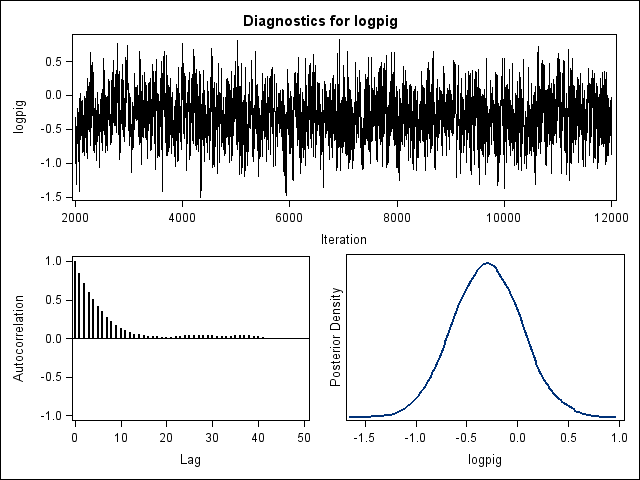 Diagnostics for logpig
logpig
0.5
0.0
-0.5
-1.0
-1.5
2000 4000 6000 8000 10000 12000
Iteration
Autocorrelation
1.0
0.5
0.0
-0.5
-1.0
0 10 20 30 40 50
Lag
Posterior Density
-1.5 -1.0 -0.5 0.0 0.5 1.0
logpig